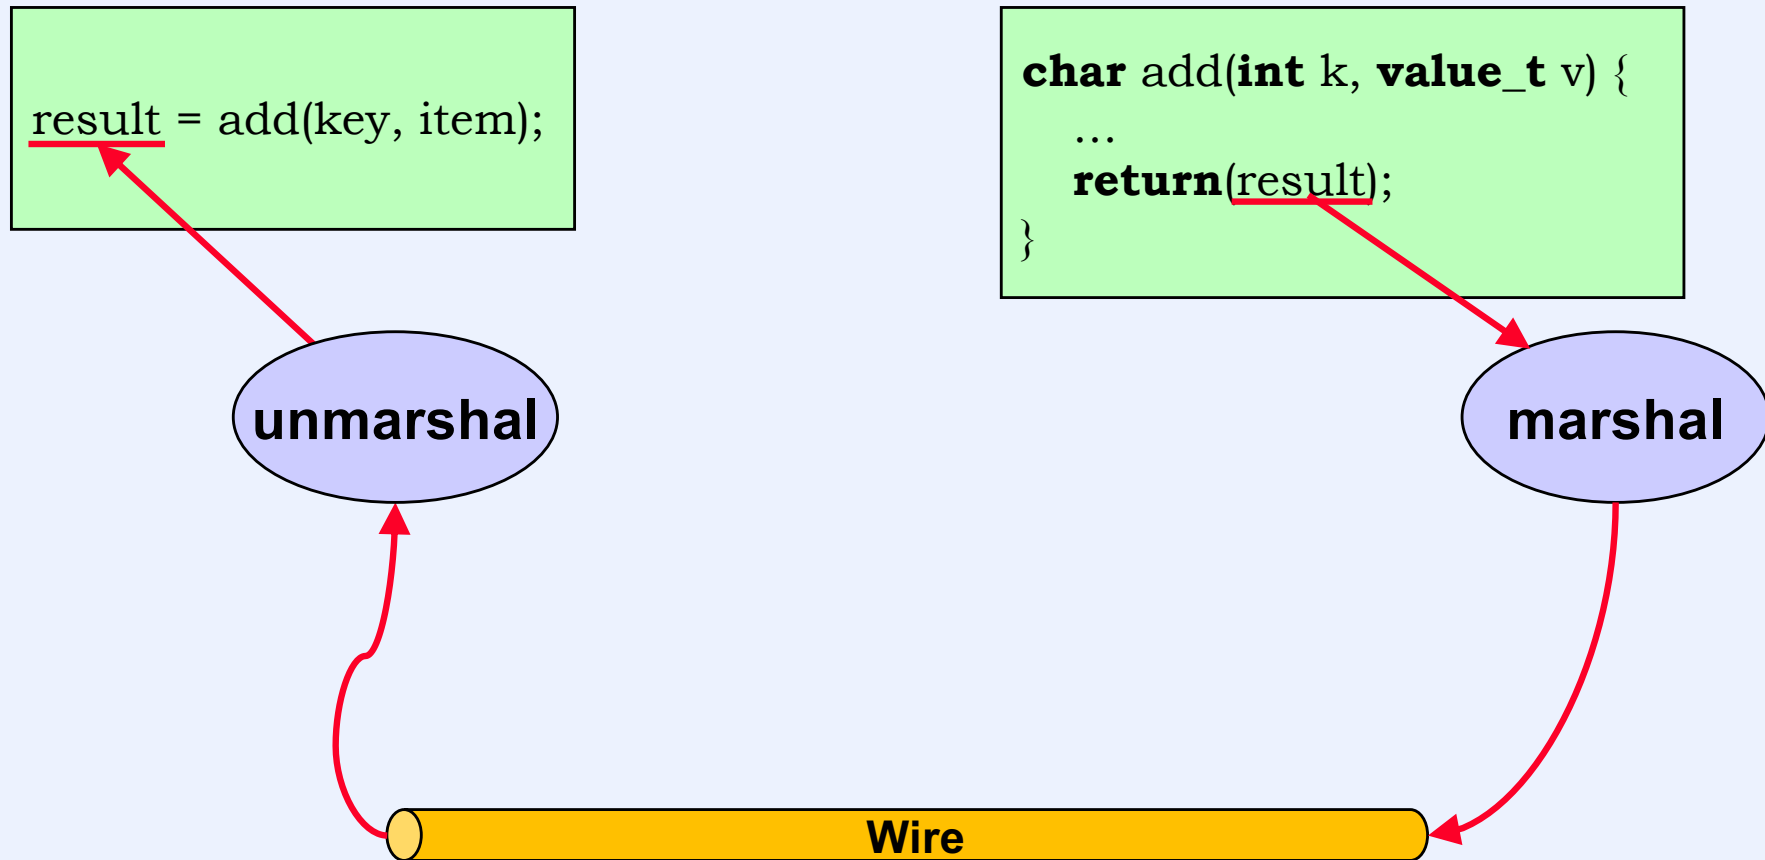 result = add(key, item);
char add(int k, value_t v) {
...
return(result);
}
unmarshal
marshal
Wire